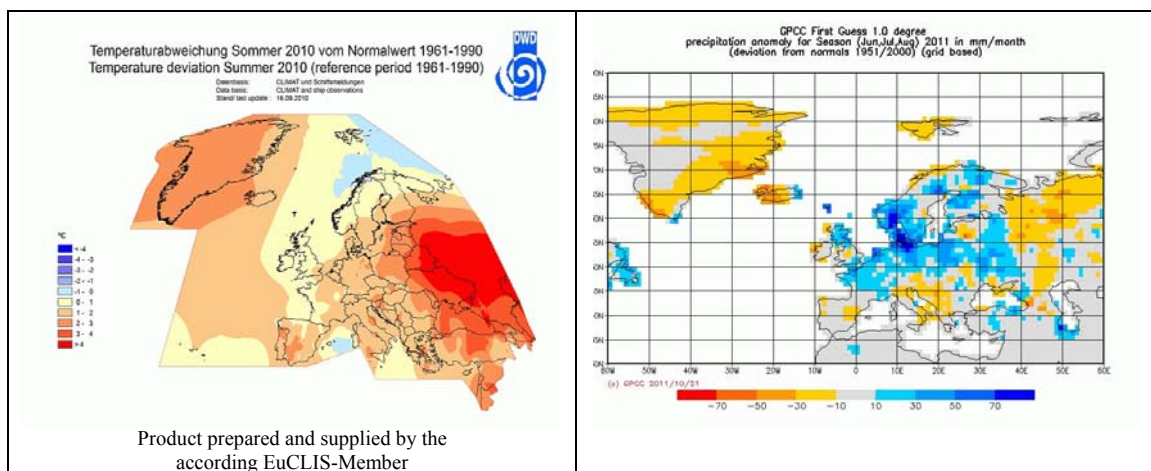 Temperaturabweichung Sommer 2010 vom Normalwert 1961-1990
Temperature deviation Summer 2010 (reference period 1961-1990)
Datenbasis: CLIMAT und Schiffsmeldungen
Data basis: CLIMAT and ship observations
Stand/ last update : 16.09.2010
DWD
°C
< -4
-4 - -3
-3 - -2
-2 - -1
-1 - 0
0 - 1
1 - 2
2 - 3
3 - 4
> 4
Product prepared and supplied by the
according EuCLIS-Member
GPCC First Guess 1.0 degree
precipitation anomaly for Season (Jun,Jul,Aug) 2011 in mm/month
(deviation from normals 1951/2000) (grid based)
60W 50W 40W 30W 20W 10W 0 10E 20E 30E 40E 50E 60E
(c) GPCC 2011/10/21
-70 -50 -30 -10 10 30 50 70